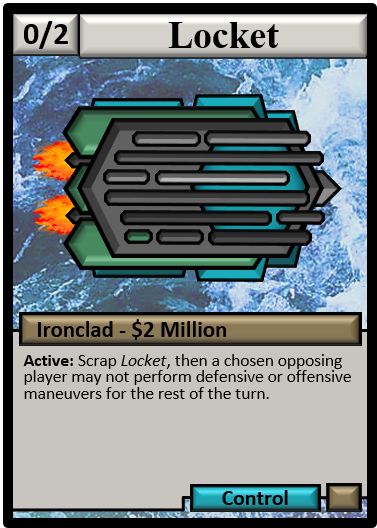 0/2 Locket
Ironclad - $2 Million
Active: Scrap Locket, then a chosen opposing
player may not perform defensive or offensive
maneuvers for the rest of the turn.
Control